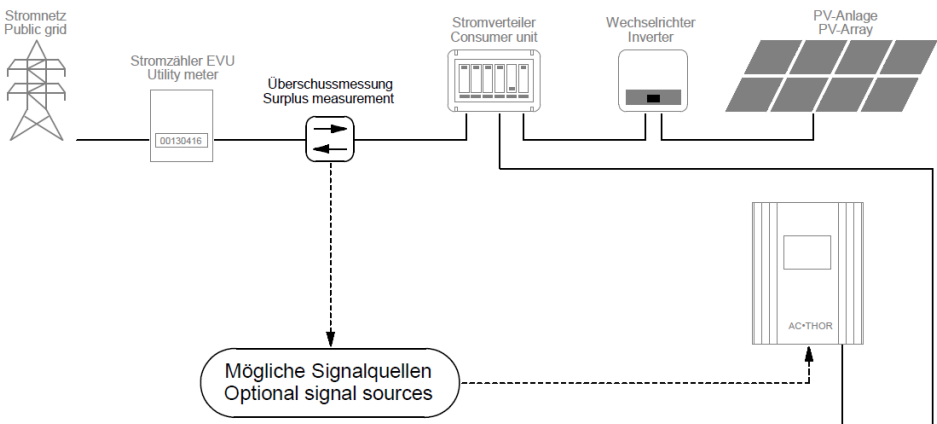 Stromnetz
Public grid
Stromzähler EVU
Utility meter
00130416
Überschussmessung
Surplus measurement
Stromverteiler
Consumer unit
Wechselrichter
Inverter
PV-Anlage
PV-Array
AC•THOR
Mögliche Signalquellen
Optional signal sources